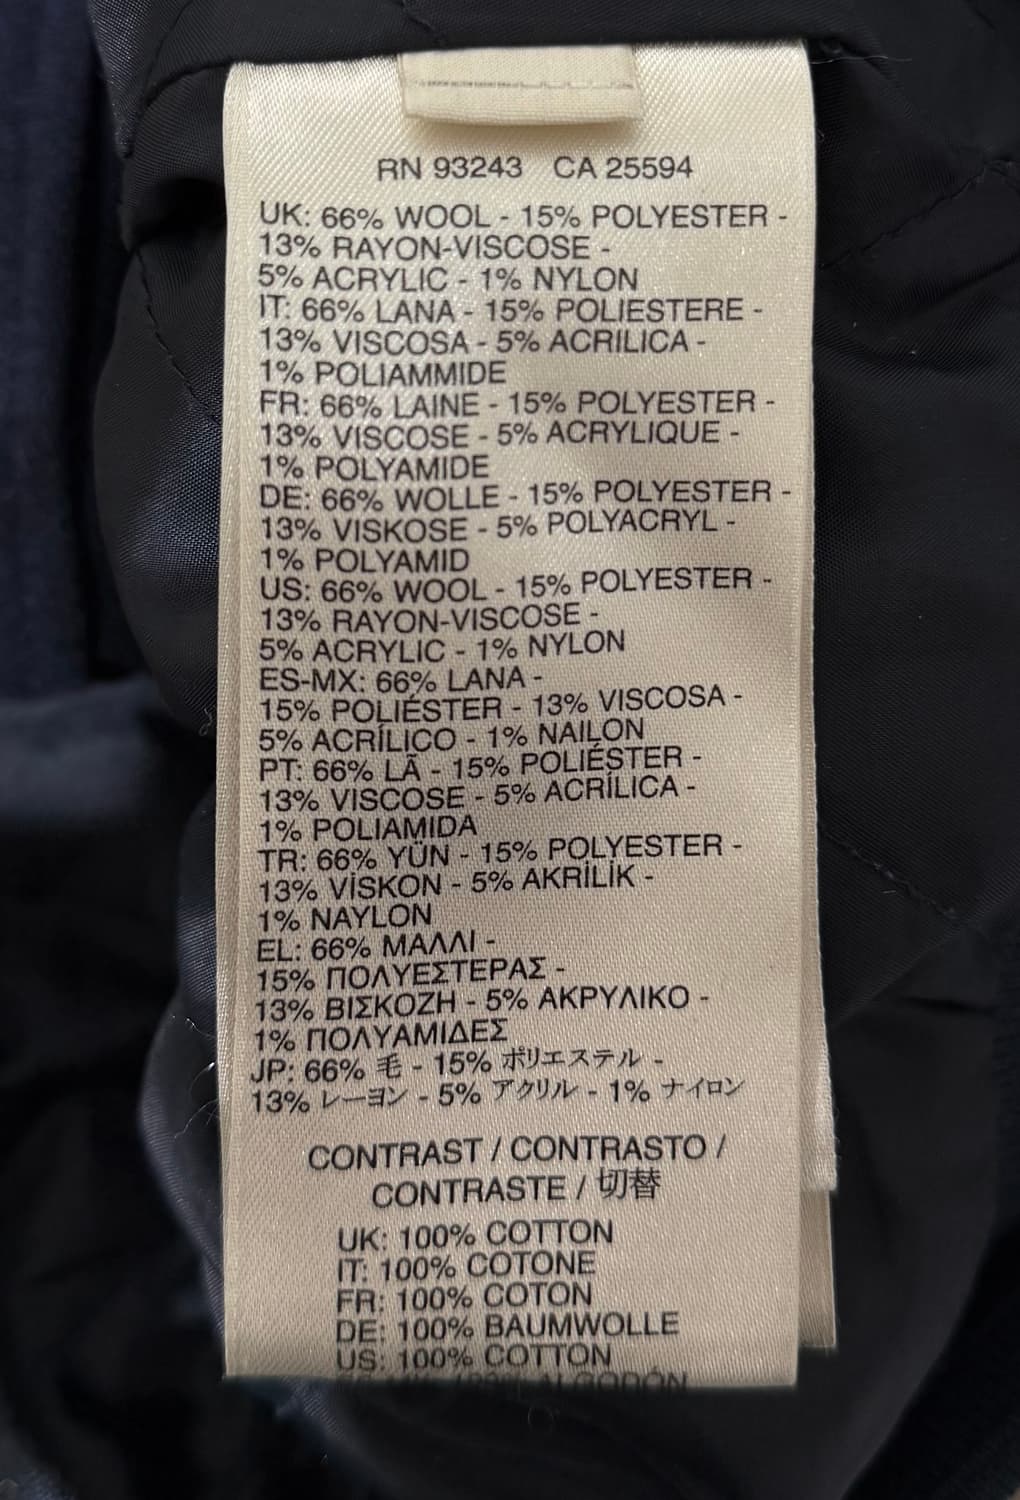 RN 93243 CA 25594
UK: 66% WOOL - 15% POLYESTER -
13% RAYON-VISCOSE -
5% ACRYLIC - 1% NYLON
IT: 66% LANA - 15% POLIESTERE -
13% VISCOSA - 5% ACRILICA -
1% POLIAMMIDE
FR: 66% LAINE - 15% POLYESTER -
13% VISCOSE - 5% ACRYLIQUE -
1% POLYAMIDE
DE: 66% WOLLE - 15% POLYESTER -
13% VISKOSE - 5% POLYACRYL -
1% POLYAMID
US: 66% WOOL - 15% POLYESTER -
13% RAYON-VISCOSE -
5% ACRYLIC - 1% NYLON
ES-MX: 66% LANA -
15% POLIÉSTER - 13% VISCOSA -
5% ACRÍLICO - 1% NAILON
PT: 66% LÃ - 15% POLIÉSTER -
13% VISCOSE - 5% ACRÍLICA -
1% POLIAMIDA
TR: 66% YÜN - 15% POLYESTER -
13% VİSKON - 5% AKRİLİK -
1% NAYLON
EL: 66% ΜΑΛΛΙ -
15% ΠΟΛΥΕΣΤΕΡΑΣ -
13% ΒΙΣΚΟΖΗ - 5% ΑΚΡΥΛΙΚΟ -
1% ΠΟΛΥΑΜΙΔΕΣ
JP: 66% 毛 - 15% ポリエステル -
13% レーヨン - 5% アクリル - 1% ナイロン
CONTRAST / CONTRASTO /
CONTRASTE / 切替
UK: 100% COTTON
IT: 100% COTONE
FR: 100% COTON
DE: 100% BAUMWOLLE
US: 100% COTTON
100% ALGODÓN